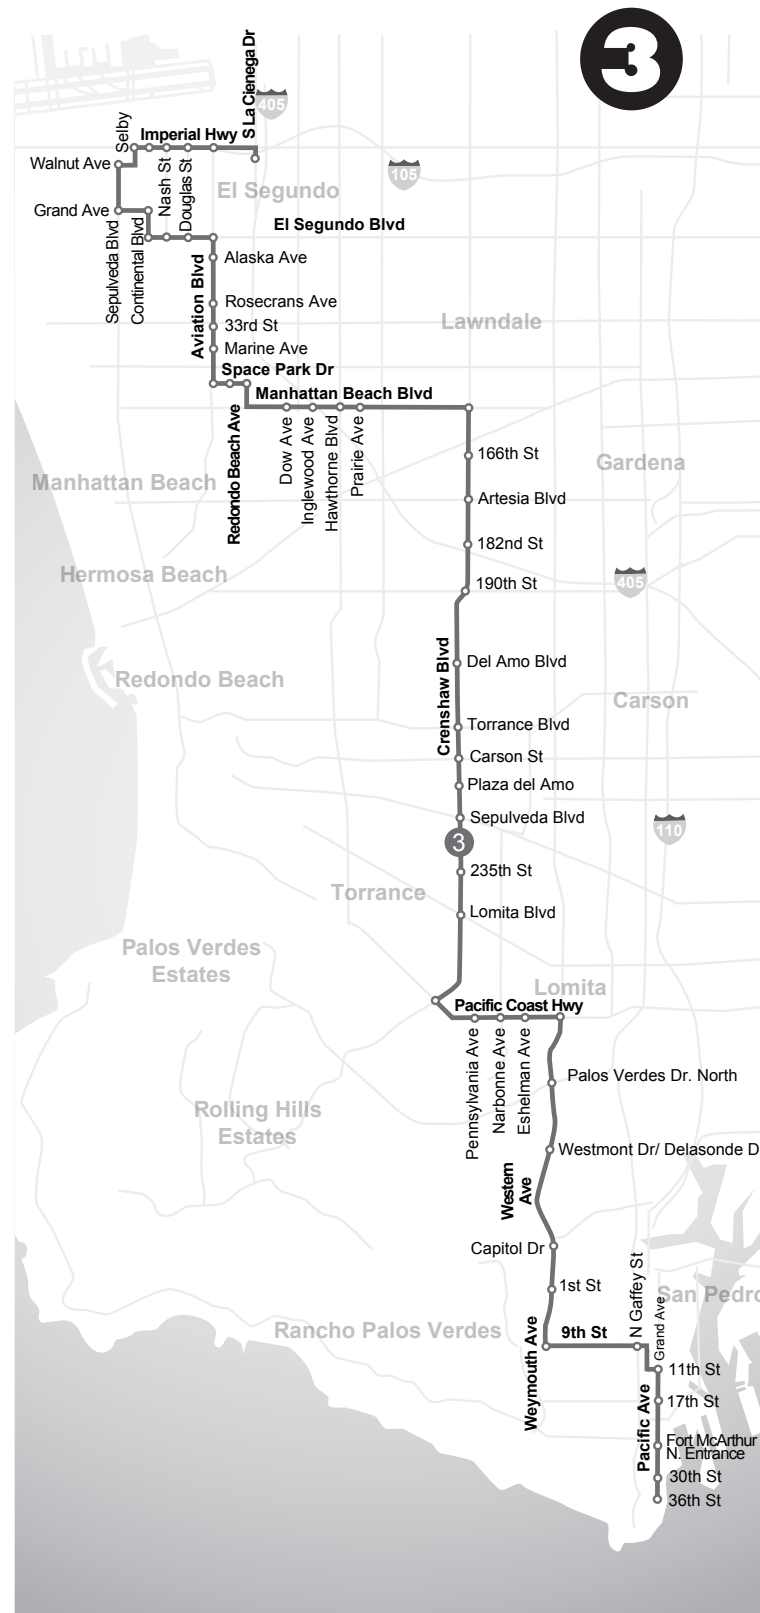 3
S La Cienega Dr
405
Selby
Imperial Hwy
Walnut Ave
Nash St
Douglas St
105
El Segundo
Grand Ave
El Segundo Blvd
Sepulveda Blvd
Continental Blvd
Alaska Ave
Aviation Blvd
Rosecrans Ave
33rd St
Lawndale
Marine Ave
Space Park Dr
Manhattan Beach Blvd
Redondo Beach Ave
Dow Ave
Inglewood Ave
Hawthorne Blvd
Prairie Ave
166th St
Gardena
Manhattan Beach
Artesia Blvd
182nd St
Hermosa Beach
190th St
405
Crenshaw Blvd
Del Amo Blvd
Redondo Beach
Carson
Torrance Blvd
Carson St
Plaza del Amo
Sepulveda Blvd
110
3
235th St
Torrance
Lomita Blvd
Palos Verdes
Estates
Lomita
Pacific Coast Hwy
Pennsylvania Ave
Narbonne Ave
Eshelman Ave
Palos Verdes Dr. North
Rolling Hills
Estates
Westmont Dr/ Delasonde D
Western
Ave
Capitol Dr
N Gaffey St
1st St
San Pedro
Grand Ave
Rancho Palos Verdes
Weymouth Ave
9th St
11th St
Pacific Ave
17th St
Fort McArthur
N. Entrance
30th St
36th St